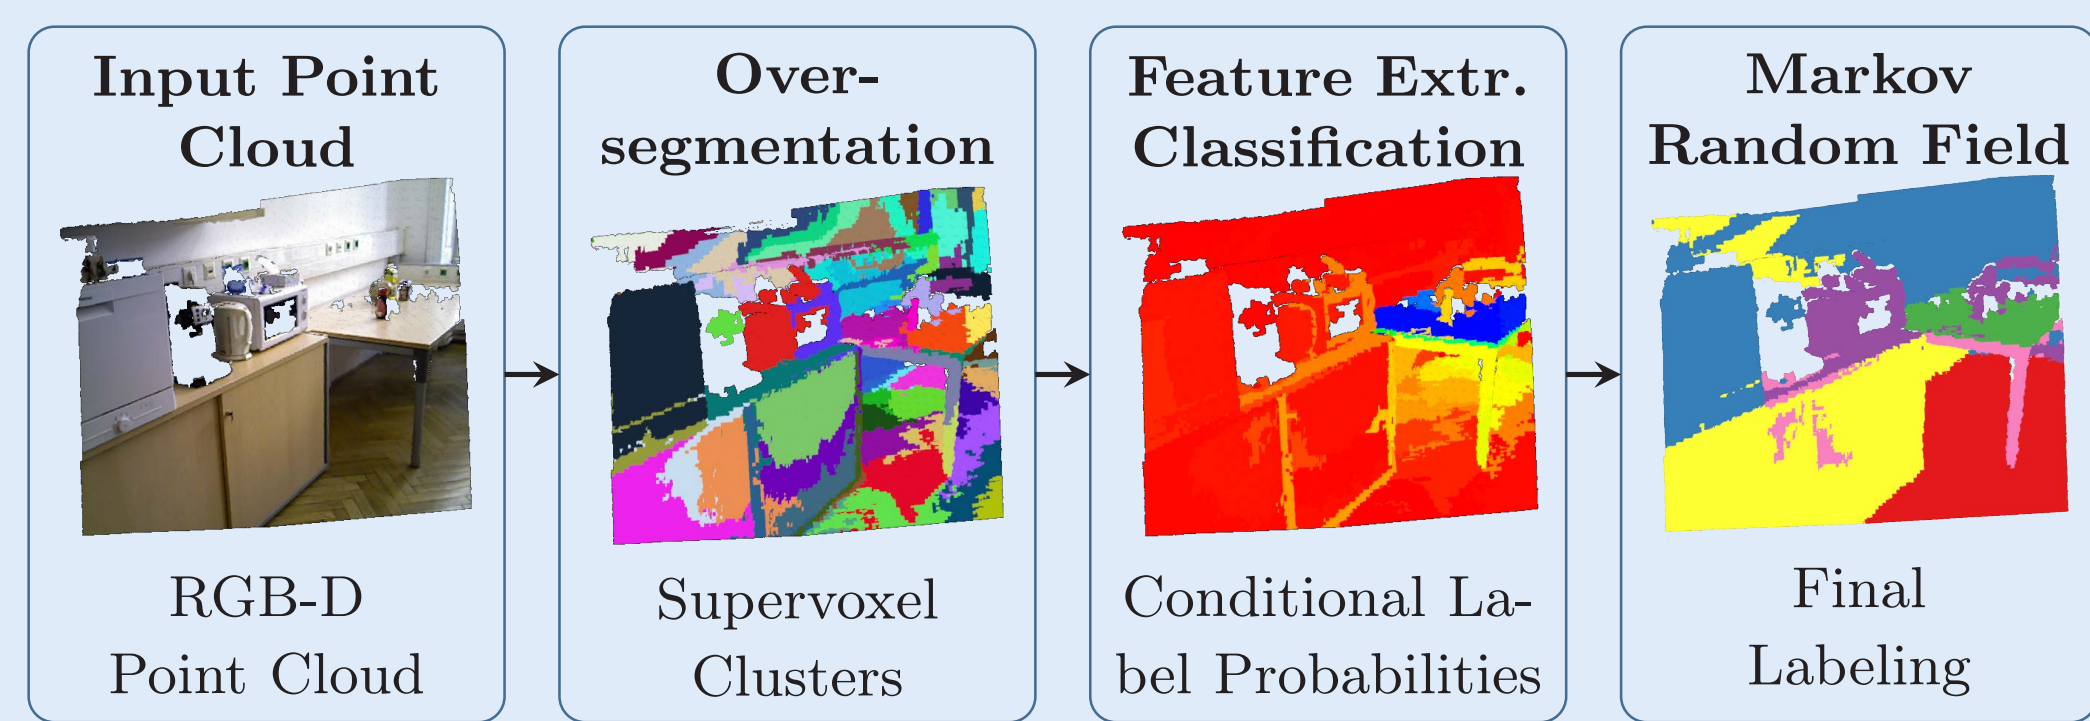 Input Point
Cloud
RGB-D
Point Cloud
Over-
segmentation
Supervoxel
Clusters
Feature Extr.
Classification
Conditional La-
bel Probabilities
Markov
Random Field
Final
Labeling